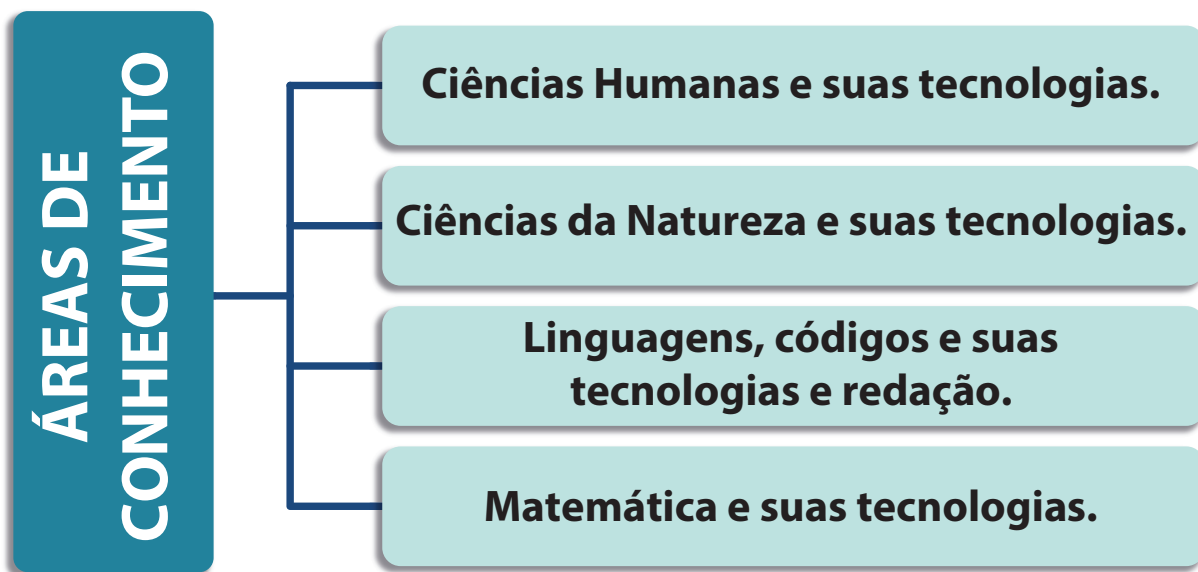 ÁREAS DE
CONHECIMENTO
Ciências Humanas e suas tecnologias.
Ciências da Natureza e suas tecnologias.
Linguagens, códigos e suas
tecnologias e redação.
Matemática e suas tecnologias.